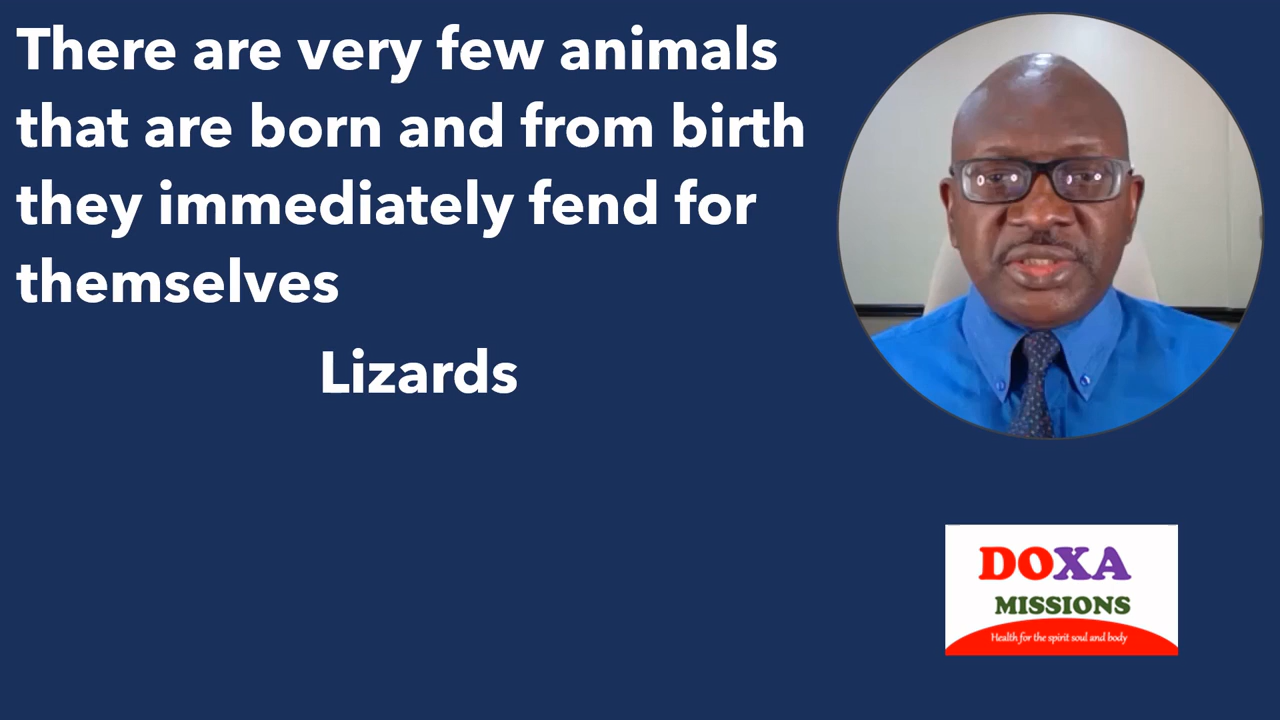 There are very few animals
that are born and from birth
they immediately fend for
themselves
Lizards
DOXA
MISSIONS
Health for the spirit soul and body